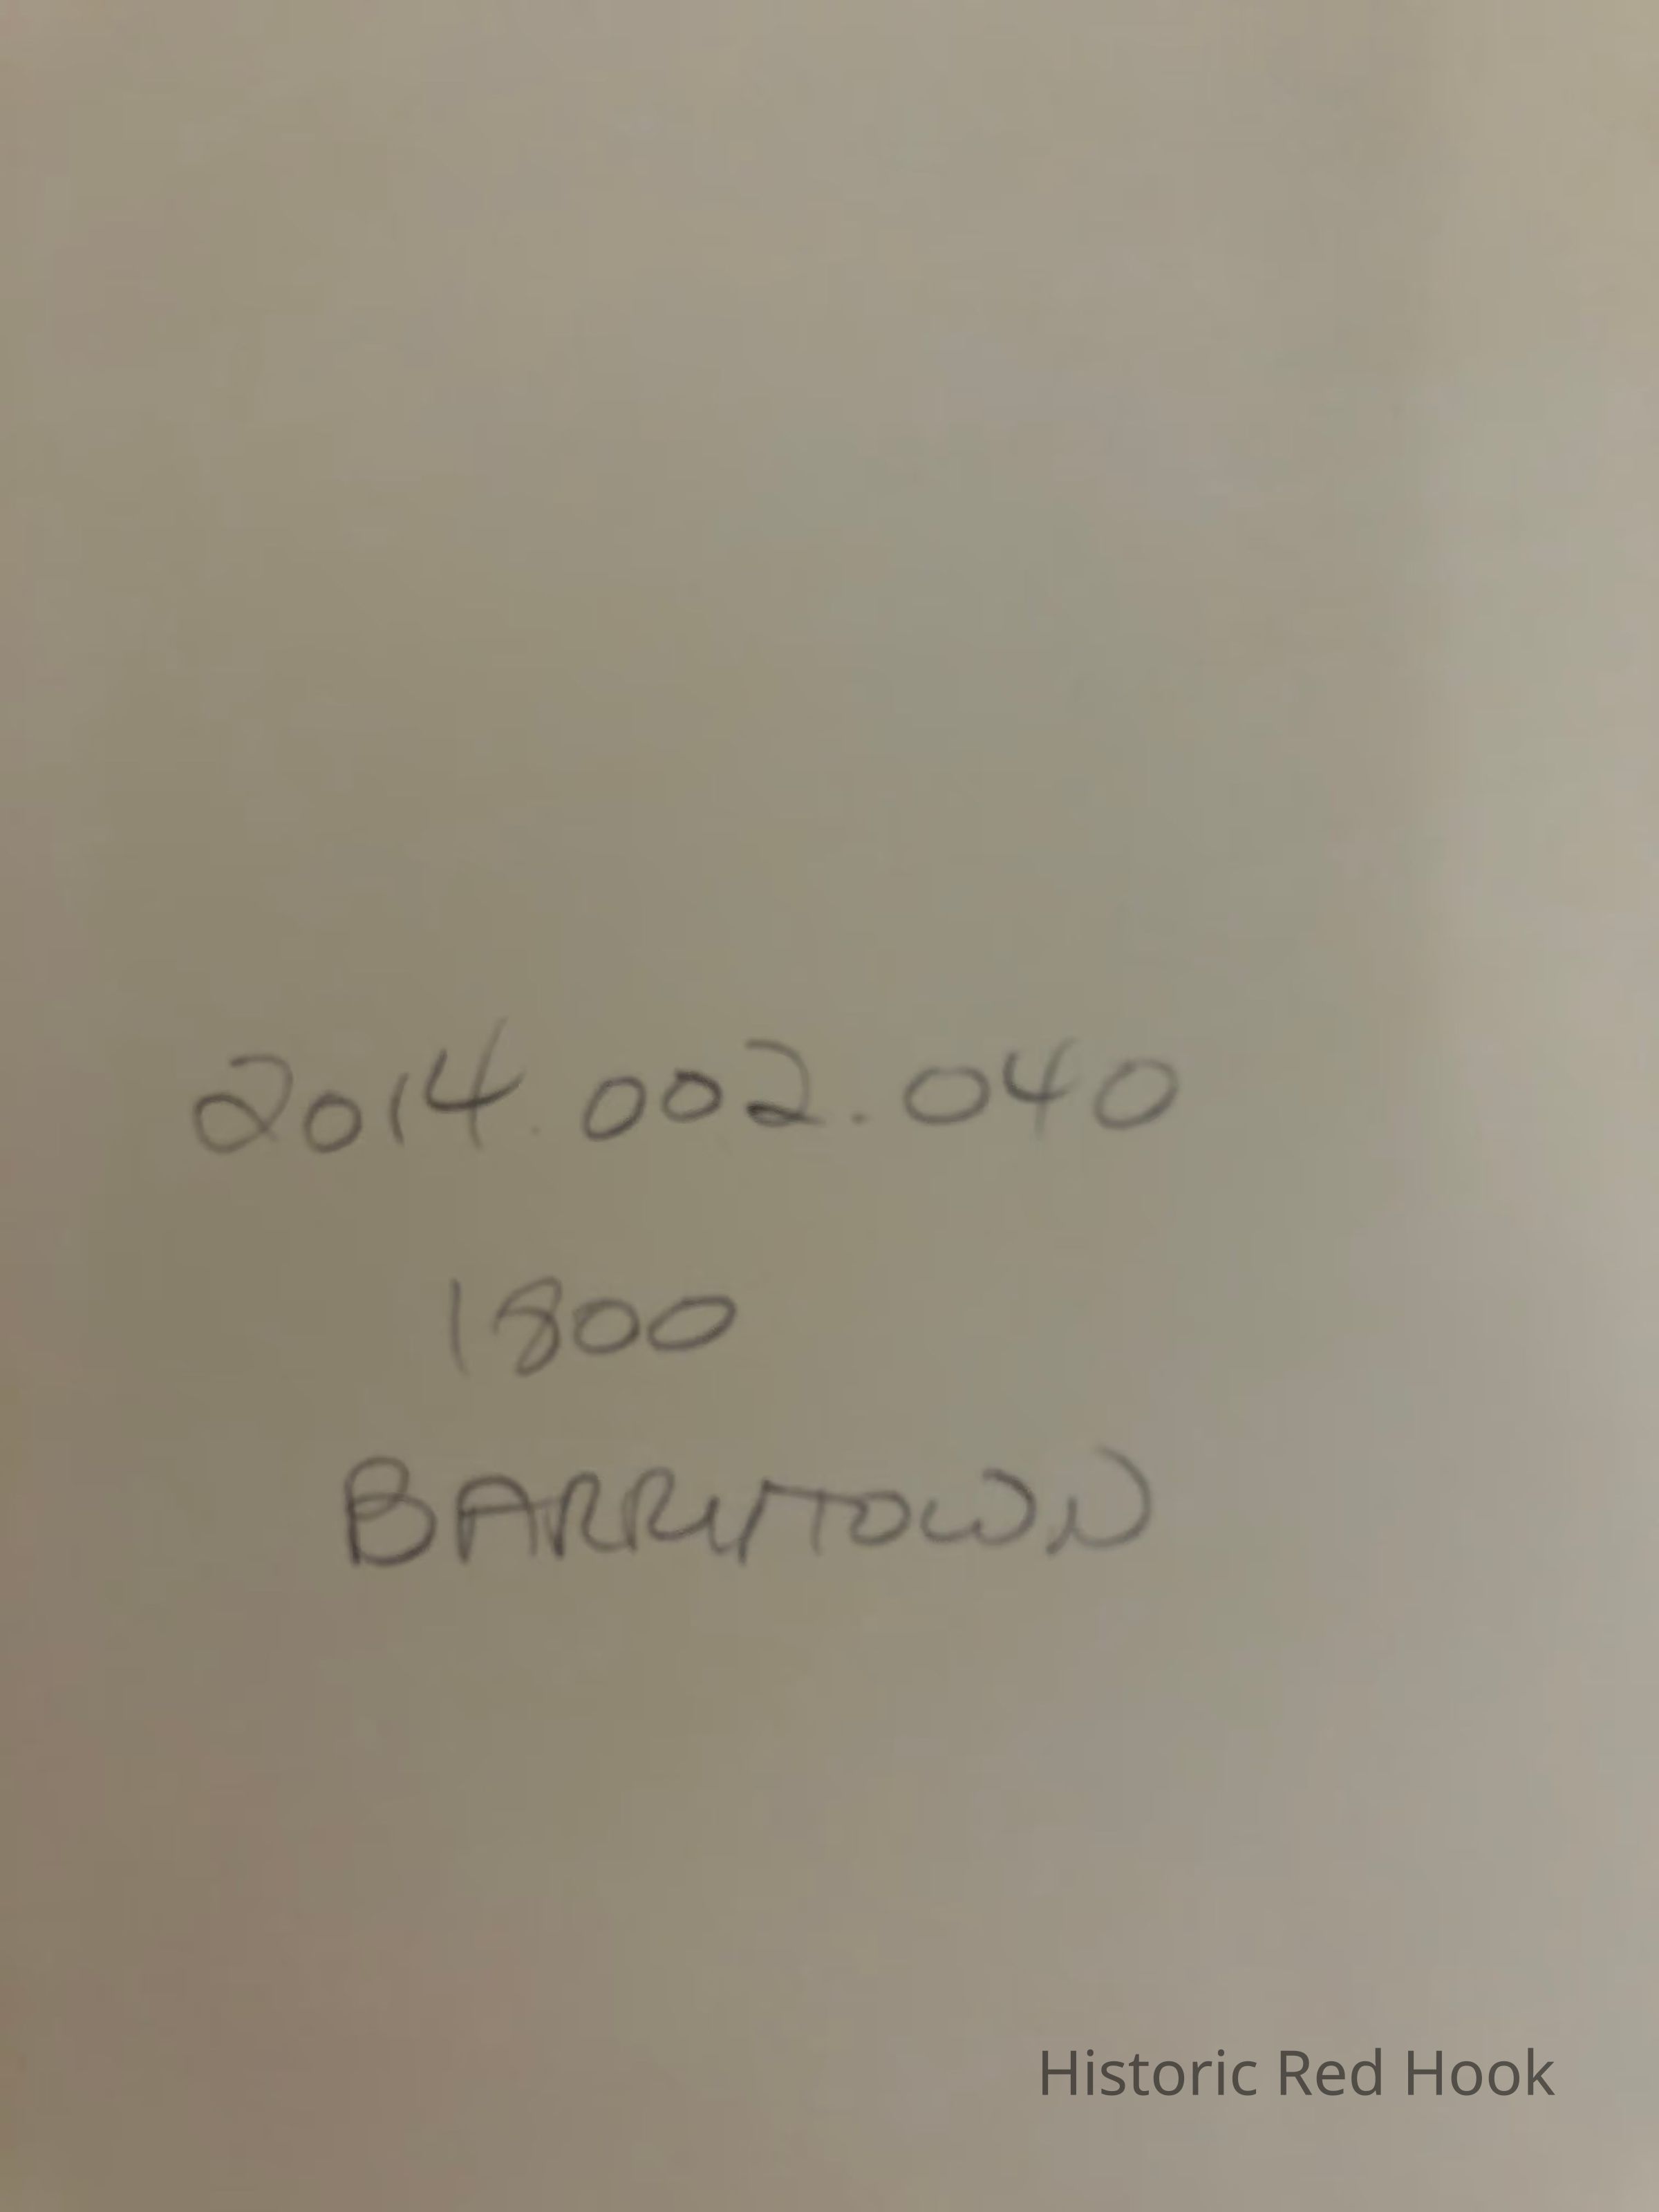 2014.002.040
1800
BARRYTOWN
Historic Red Hook